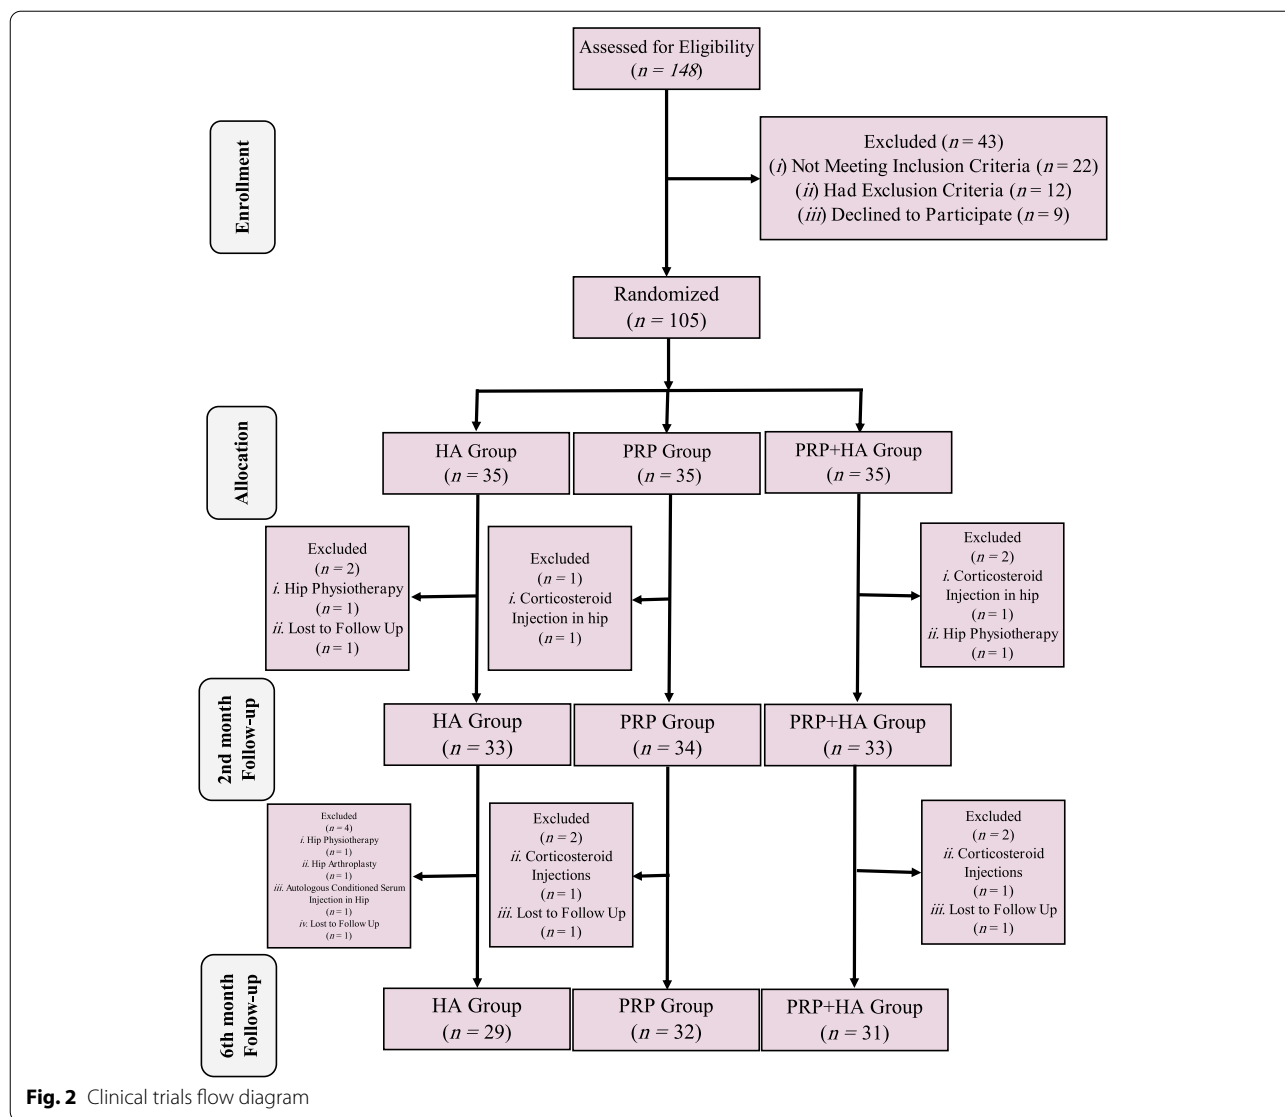 Assessed for Eligibility
(n = 148)
Enrollment
Excluded (n = 43)
(i) Not Meeting Inclusion Criteria (n = 22)
(ii) Had Exclusion Criteria (n = 12)
(iii) Declined to Participate (n = 9)
Randomized
(n = 105)
Allocation
HA Group
(n = 35)
PRP Group
(n = 35)
PRP+HA Group
(n = 35)
Excluded
(n = 2)
i. Hip Physiotherapy
(n = 1)
ii. Lost to Follow Up
(n = 1)
Excluded
(n = 1)
i. Corticosteroid
Injection in hip
(n = 1)
Excluded
(n = 2)
i. Corticosteroid
Injection in hip
(n = 1)
ii. Hip Physiotherapy
(n = 1)
2nd month
Follow-up
HA Group
(n = 33)
PRP Group
(n = 34)
PRP+HA Group
(n = 33)
Excluded
(n = 4)
i. Hip Physiotherapy
(n = 1)
ii. Hip Arthroplasty
(n = 1)
iii. Autologous Conditioned Serum
Injection in Hip
(n = 1)
iv. Lost to Follow Up
(n = 1)
Excluded
(n = 2)
ii. Corticosteroid
Injections
(n = 1)
iii. Lost to Follow Up
(n = 1)
Excluded
(n = 2)
ii. Corticosteroid
Injections
(n = 1)
iii. Lost to Follow Up
(n = 1)
6th month
Follow-up
HA Group
(n = 29)
PRP Group
(n = 32)
PRP+HA Group
(n = 31)
Fig. 2 Clinical trials flow diagram